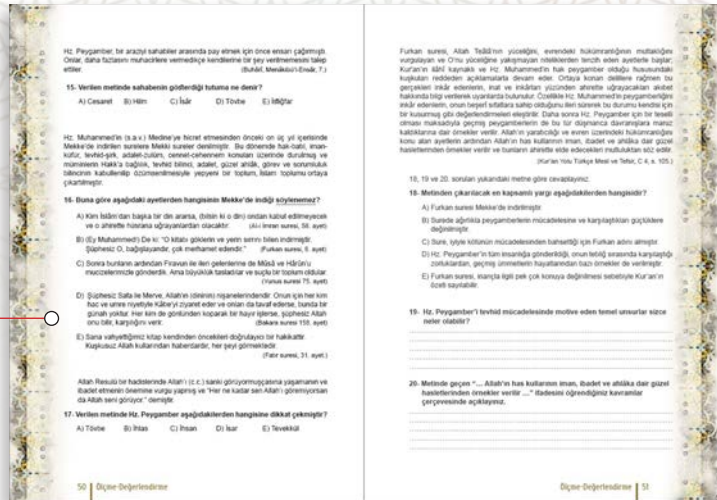 Hz. Peygamber, bir araziyi sahabiler arasında pay etmek için önce ensarı çağırmıştı.
Onlar, daha fazlasını muhacirlere vermedikçe kendilerine bir şey verilmemesini talep
ettiler. (Buhârî, Menâkıbü'l-Ensâr, 7.)
15- Verilen metinde sahabenin gösterdiği tutuma ne denir?
A) Cesaret B) Hilm C) İsâr D) Tövbe E) İstiğfar
Hz. Muhammed'in (s.a.v.) Medine'ye hicret etmesinden önceki on üç yıl içerisinde
Mekke'de indirilen surelere Mekki sureler denilmiştir. Bu dönemde hak-batıl, iman-
küfür, tevhid-şirk, adalet-zulüm, cennet-cehennem konuları üzerinde durulmuş ve
müminlerin Hakk'a bağlılık, tevhid bilinci, adalet, güzel ahlâk, görev ve sorumluluk
bilincinin kabullenilip özümsenilmesiyle yepyeni bir toplum, İslam toplumu ortaya
çıkartılmıştır.
16- Buna göre aşağıdaki ayetlerden hangisinin Mekke'de indiği söylenemez?
A) Kim İslâm'dan başka bir din ararsa, (bilsin ki o din) ondan kabul edilmeyecek
ve o ahirette hüsrana uğrayanlardan olacaktır. (Al-i İmran suresi, 58. ayet)
B) (Ey Muhammed!) De ki: "O kitabı göklerin ve yerin sırrını bilen indirmiştir.
Şüphesiz O, bağışlayandır, çok merhamet edendir." (Furkan suresi, 6. ayet)
C) Sonra bunların ardından Firavun ile ileri gelenlerine de Mûsâ ve Hârûn'u
mucizelerimizle gönderdik. Ama büyüklük tasladılar ve suçlu bir toplum oldular.
(Yunus suresi 75. ayet)
D) Şüphesiz Safa ile Merve, Allah'ın (dininin) nişanelerindendir. Onun için her kim
hac ve umre niyetiyle Kâbe'yi ziyaret eder ve onları da tavaf ederse, bunda bir
günah yoktur. Her kim de gönlünden koparak bir hayır işlerse, şüphesiz Allah
onu bilir, karşılığını verir. (Bakara suresi 158. ayet)
E) Sana vahyettiğimiz kitap kendinden öncekileri doğrulayıcı bir hakikattir.
Kuşkusuz Allah kullarından haberdardır, her şeyi görmektedir.
(Fatır suresi, 31. ayet.)
Allah Resulü bir hadislerinde Allah'ı (c.c.) sanki görüyormuşçasına yaşamanın ve
ibadet etmenin önemine vurgu yapmış ve "Her ne kadar sen Allah'ı göremiyorsan
da Allah seni görüyor." demiştir.
17- Verilen metinde Hz. Peygamber aşağıdakilerden hangisine dikkat çekmiştir?
A) Tövbe B) İhlas C) İhsan D) İsar E) Tevekkül
50 Ölçme-Değerlendirme
Furkan suresi, Allah Teâlâ'nın yüceliğini, evrendeki hükümranlığının mutlaklığını
vurgulayan ve O'nu yüceliğine yakışmayan niteliklerden tenzih eden ayetlerle başlar;
Kur'an'ın ilâhî kaynaklı ve Hz. Muhammed'in hak peygamber olduğu hususundaki
kuşkuları reddeden açıklamalarla devam eder. Ortaya konan delillere rağmen bu
gerçekleri inkâr edenlerin, inat ve inkârları yüzünden ahirette uğrayacakları akıbet
hakkında bilgi verilerek uyarılarda bulunulur. Özellikle Hz. Muhammed'in peygamberliğini
inkâr edenlerin, onun beşerî sıfatlara sahip olduğunu ileri sürerek bu durumu kendisi için
bir kusurmuş gibi değerlendirmeleri eleştirilir. Daha sonra Hz. Peygamber için bir teselli
olması maksadıyla geçmiş peygamberlerin de bu tür düşmanca davranışlara maruz
kaldıklarına dair örnekler verilir. Allah'ın yaratıcılığı ve evren üzerindeki hükümranlığını
konu alan ayetlerin ardından Allah'ın has kullarının iman, ibadet ve ahlâka dair güzel
hasletlerinden örnekler verilir ve bunların ahirette elde edecekleri mutluluktan söz edilir.
(Kur'an Yolu Türkçe Meal ve Tefsir, C 4, s. 105.)
18, 19 ve 20. soruları yukarıdaki metne göre cevaplayınız.
18- Metinden çıkarılacak en kapsamlı yargı aşağıdakilerden hangisidir?
A) Furkan suresi Mekke'de indirilmiştir.
B) Surede ağırlıkla peygamberlerin mücadelesine ve karşılaştıkları güçlüklere
değinilmiştir.
C) Sure, iyiyle kötünün mücadelesinden bahsettiği için Furkan adını almıştır.
D) Hz. Peygamber'in tüm insanlığa gönderildiği, onun tebliğ sırasında karşılaştığı
zorluklardan, geçmiş ümmetlerin hayatlarından bazı örnekler de verilmiştir.
E) Furkan suresi, inançla ilgili pek çok konuya değinilmesi sebebiyle Kur'an'ın
özeti sayılabilir.
19- Hz. Peygamber'i tevhid mücadelesinde motive eden temel unsurlar sizce
neler olabilir?
20- Metinde geçen "... Allah'ın has kullarının iman, ibadet ve ahlâka dair güzel
hasletlerinden örnekler verilir ..." ifadesini öğrendiğiniz kavramlar
çerçevesinde açıklayınız.
Ölçme-Değerlendirme 51